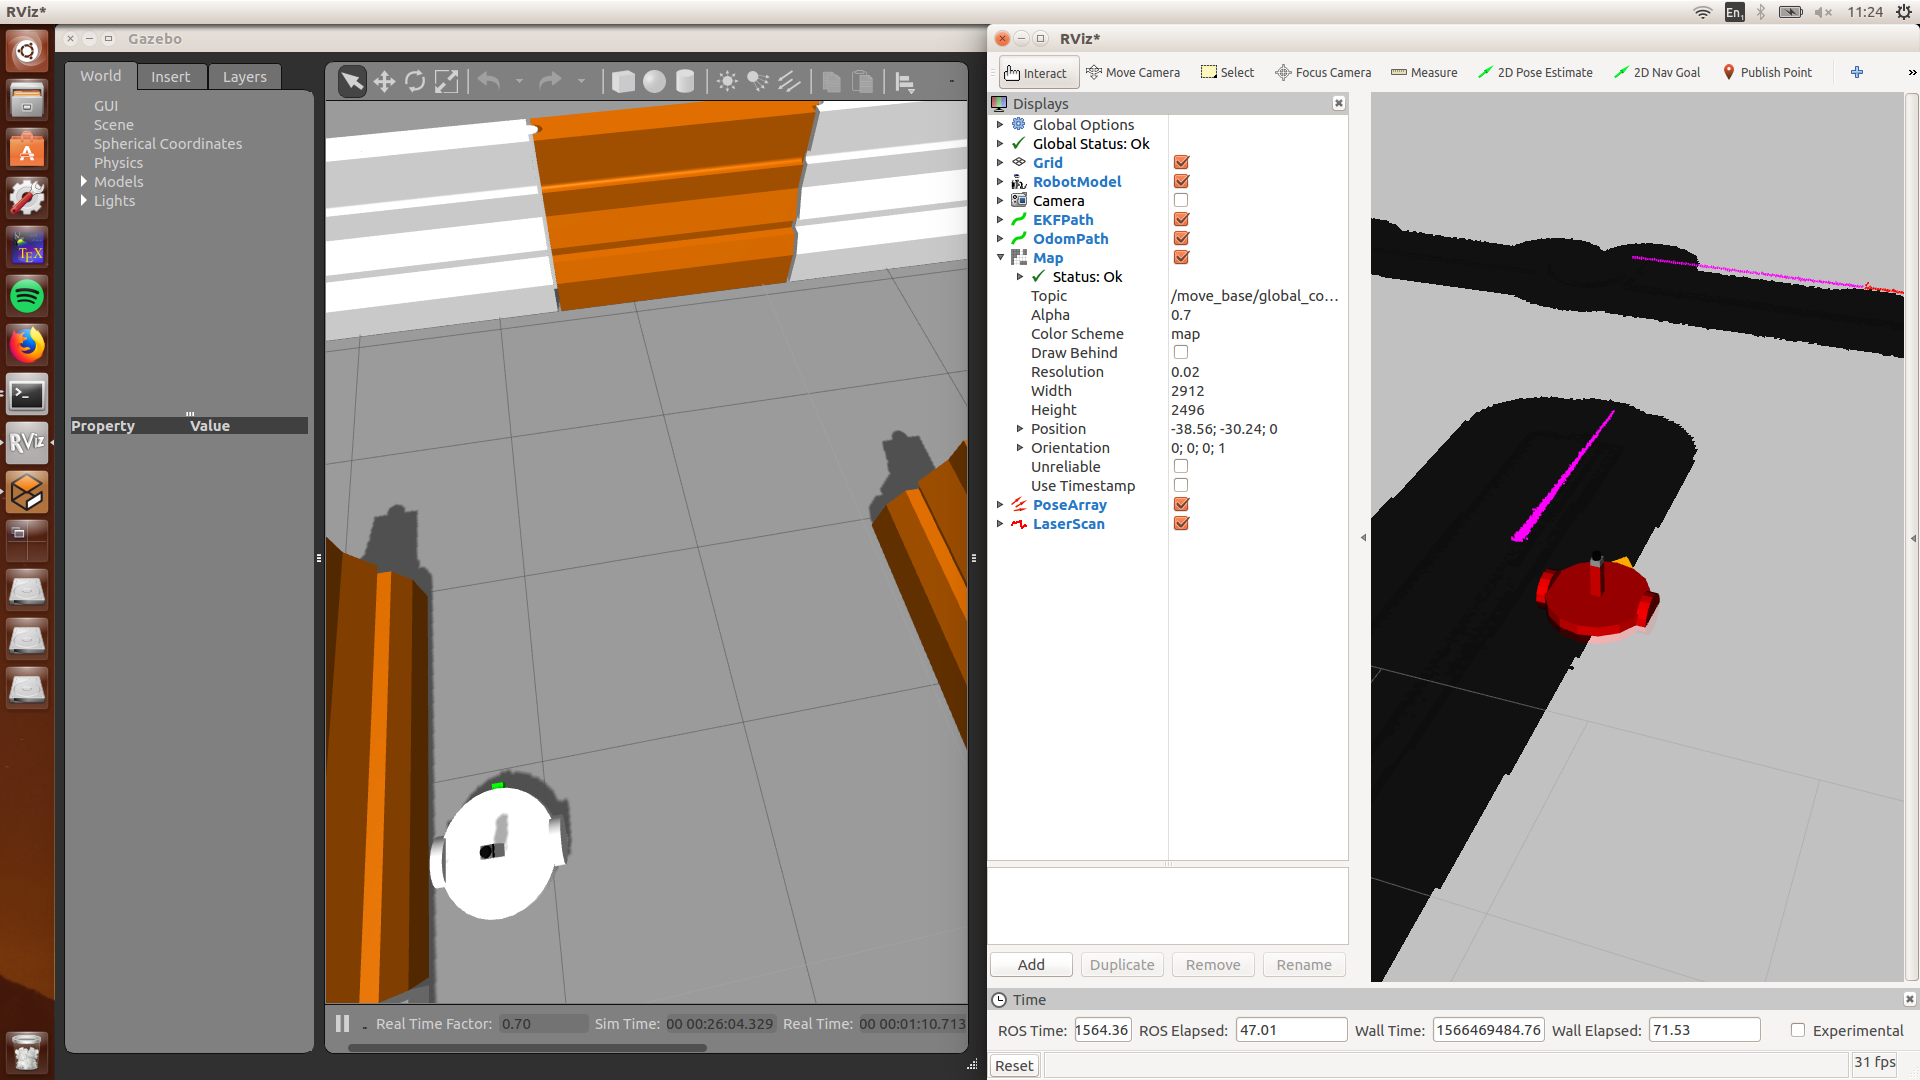 RViz*
En1
11:24
Gazebo
World
Insert
Layers
GUI
Scene
Spherical Coordinates
Physics
Models
Lights
Property Value
TEX
RViz
Real Time Factor: 0.70 Sim Time: 00 00:26:04.329 Real Time: 00 00:01:10.713
RViz*
Interact Move Camera Select Focus Camera Measure 2D Pose Estimate 2D Nav Goal Publish Point
Displays
Global Options
Global Status: Ok
Grid
RobotModel
Camera
EKFPath
OdomPath
Map
Status: Ok
Topic /move_base/global_co...
Alpha 0.7
Color Scheme map
Draw Behind
Resolution 0.02
Width 2912
Height 2496
Position -38.56; -30.24; 0
Orientation 0; 0; 0; 1
Unreliable
Use Timestamp
PoseArray
LaserScan
Add Duplicate Remove Rename
Time
ROS Time: 1564.36 ROS Elapsed: 47.01 Wall Time: 1566469484.76 Wall Elapsed: 71.53 Experimental
Reset
31 fps